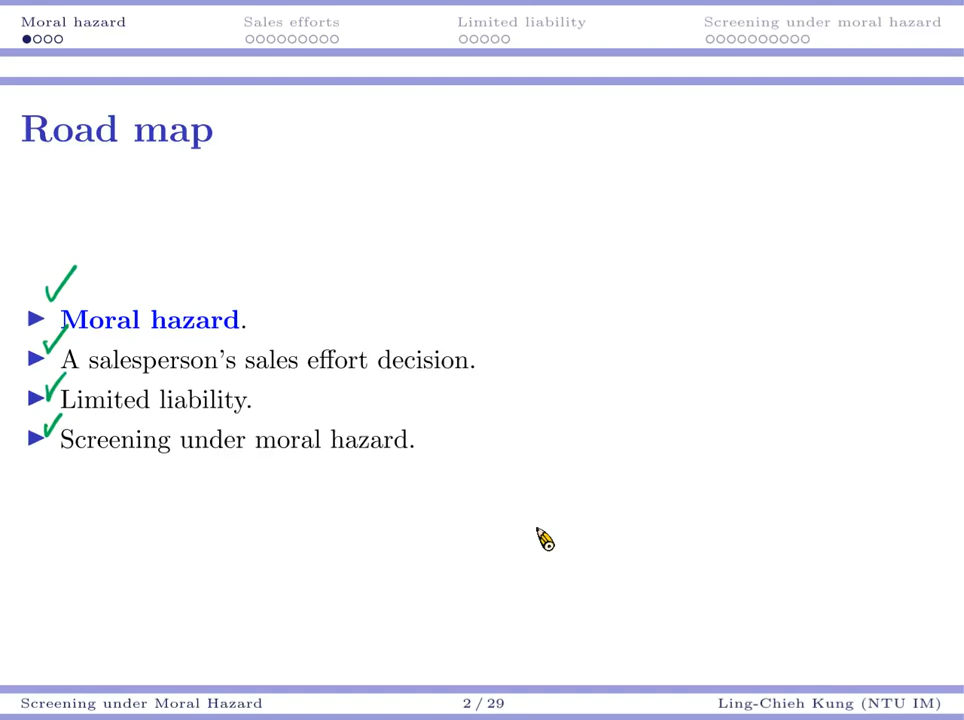 Moral hazard Sales efforts Limited liability Screening under moral hazard
Road map
Moral hazard.
A salesperson's sales effort decision.
Limited liability.
Screening under moral hazard.
Screening under Moral Hazard 2 / 29 Ling-Chieh Kung (NTU IM)